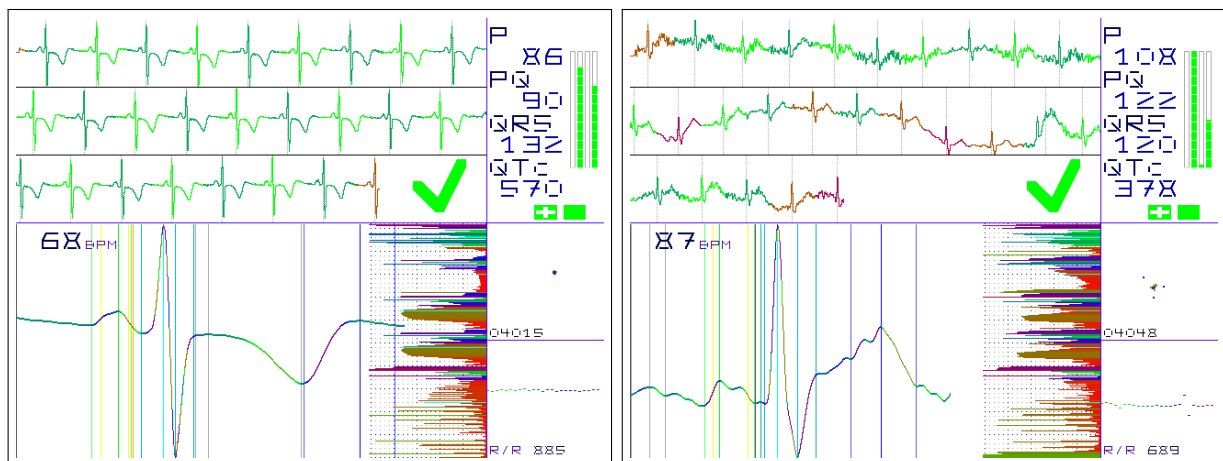 P
86
PQ
90
QRS
132
QTc
570
68 BPM
04015
R/R 885
P
108
PQ
122
QRS
120
QTc
378
87 BPM
04048
R/R 689